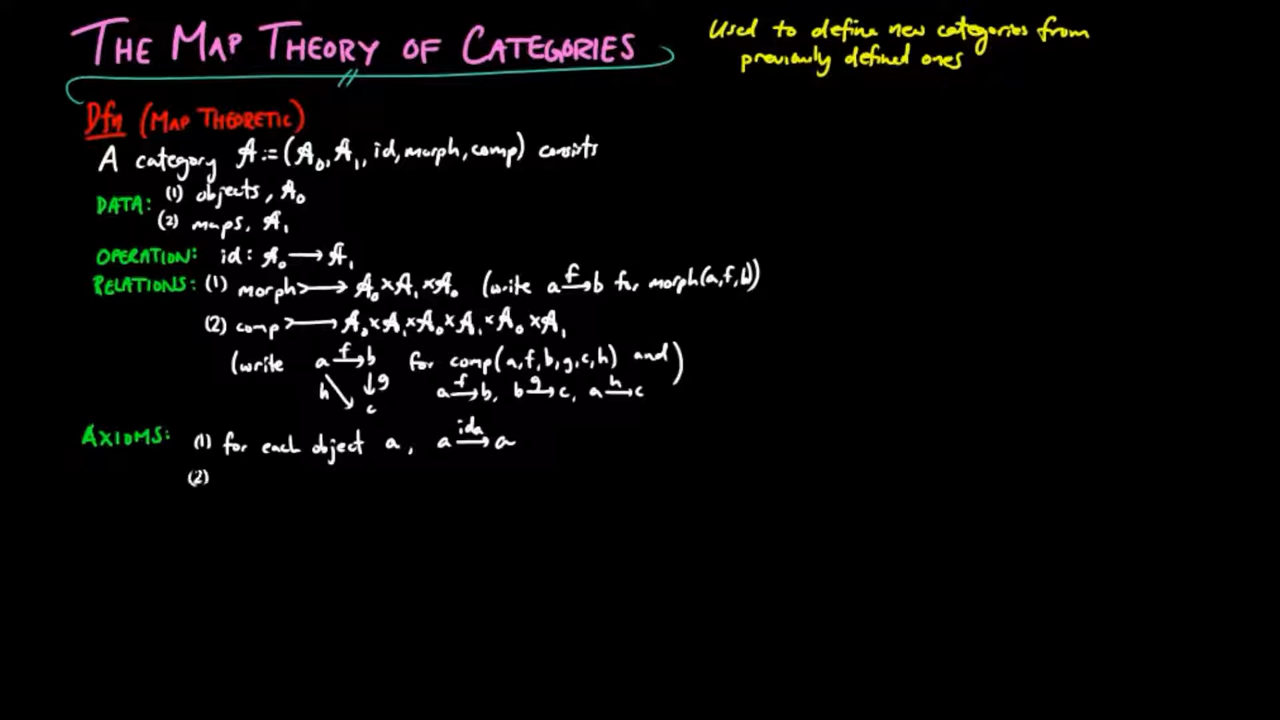 THE MAP THEORY OF CATEGORIES
Used to define new categories from
previously defined ones
Dfn (MAP THEORETIC)
A category 𝒜 := (𝒜₀, 𝒜₁, id, morph, comp) consists
DATA: (1) objects, 𝒜₀
(2) maps, 𝒜₁
OPERATION: id: 𝒜₀ ⟶ 𝒜₁
RELATIONS: (1) morph >⟶ 𝒜₀ × 𝒜₁ × 𝒜₀ (write a –f→ b for morph(a, f, b))
(2) comp >⟶ 𝒜₀ × 𝒜₁ × 𝒜₀ × 𝒜₁ × 𝒜₀ × 𝒜₁
(write a –f→ b for comp(a, f, b, g, c, h) and )
h ↘ ↓ g a –f→ b, b –g→ c, a –h→ c
c
AXIOMS: (1) for each object a, a –idₐ→ a
(2)